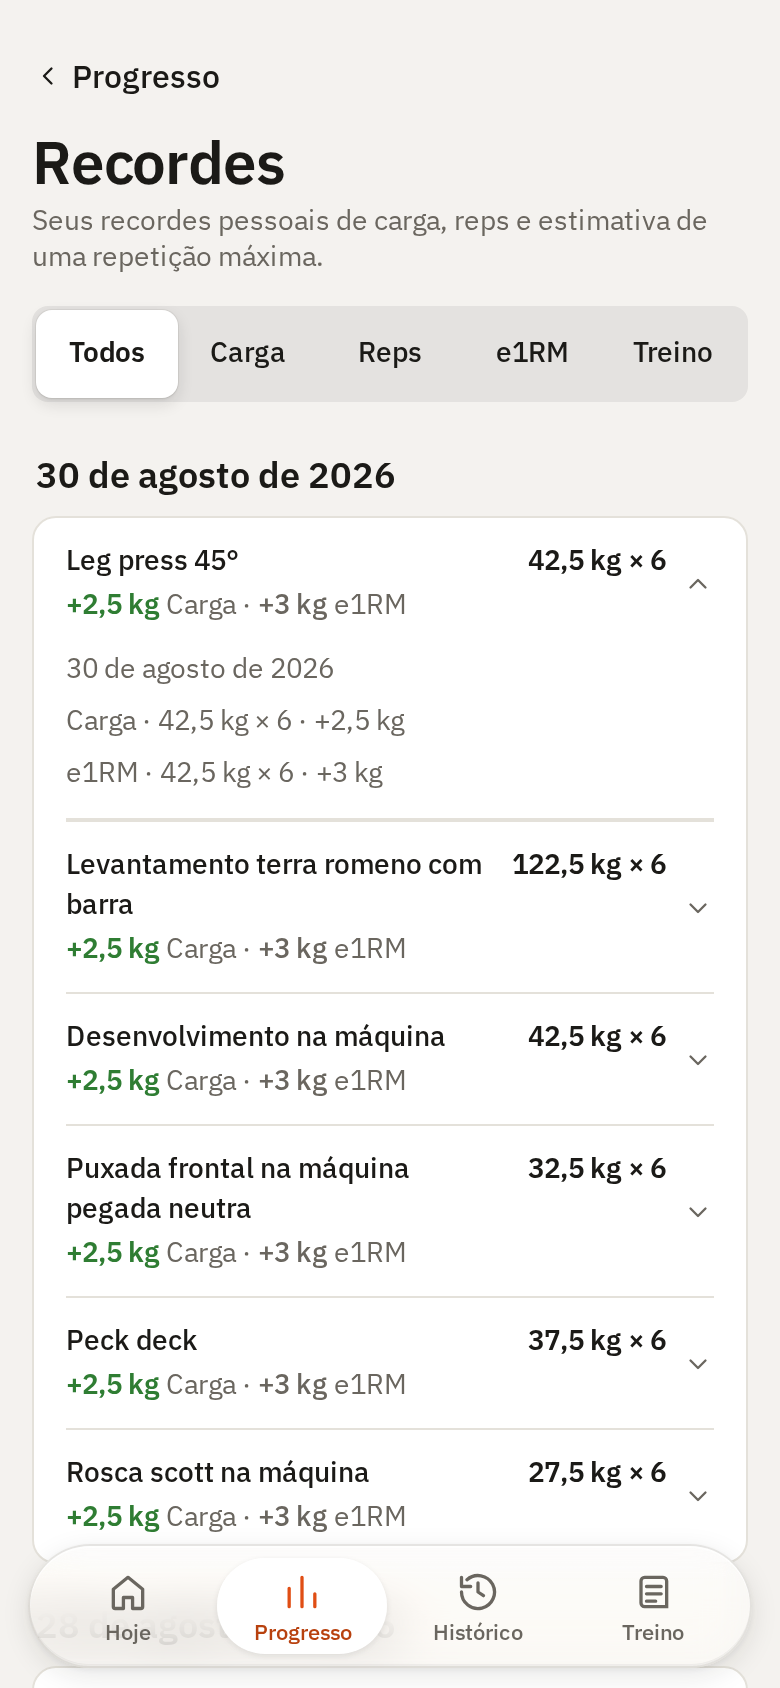 Progresso
Recordes
Seus recordes pessoais de carga, reps e estimativa de
uma repetição máxima.
Todos Carga Reps e1RM Treino
30 de agosto de 2026
Leg press 45° 42,5 kg × 6
+2,5 kg Carga · +3 kg e1RM
30 de agosto de 2026
Carga · 42,5 kg × 6 · +2,5 kg
e1RM · 42,5 kg × 6 · +3 kg
Levantamento terra romeno com 122,5 kg × 6
barra
+2,5 kg Carga · +3 kg e1RM
Desenvolvimento na máquina 42,5 kg × 6
+2,5 kg Carga · +3 kg e1RM
Puxada frontal na máquina 32,5 kg × 6
pegada neutra
+2,5 kg Carga · +3 kg e1RM
Peck deck 37,5 kg × 6
+2,5 kg Carga · +3 kg e1RM
Rosca scott na máquina 27,5 kg × 6
+2,5 kg Carga · +3 kg e1RM
Hoje Progresso Histórico Treino